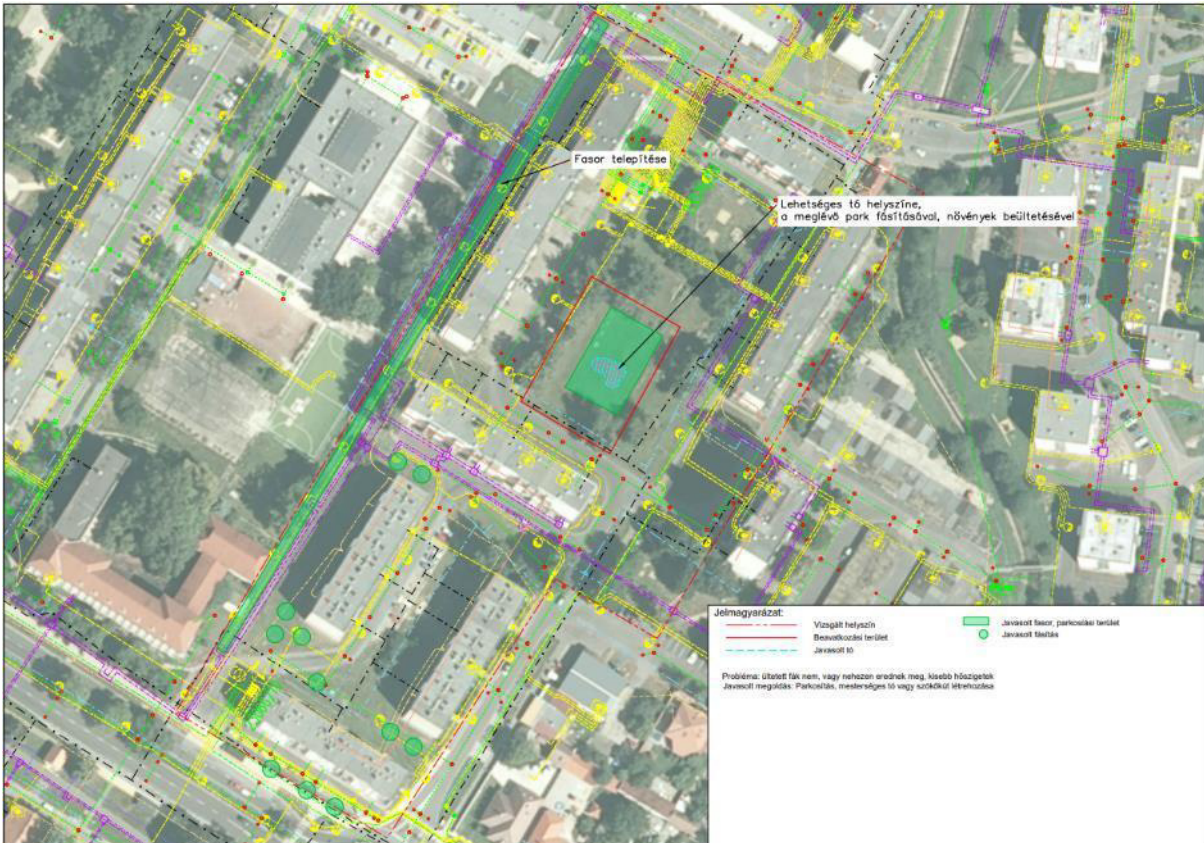 Fasor telepítése
Lehetséges tó helyszíne,
a meglévő park fásításával, növények beültetésével
Jelmagyarázat:
Vizsgált helyszín
Beavatkozási terület
Javasolt tó
Javasolt fasor, parkosítási terület
Javasolt fásítás
Probléma: ültetett fák nem, vagy nehezen erednek meg, kisebb hőszigetek
Javasolt megoldás: Parkosítás, mesterséges tó vagy szökőkút létrehozása